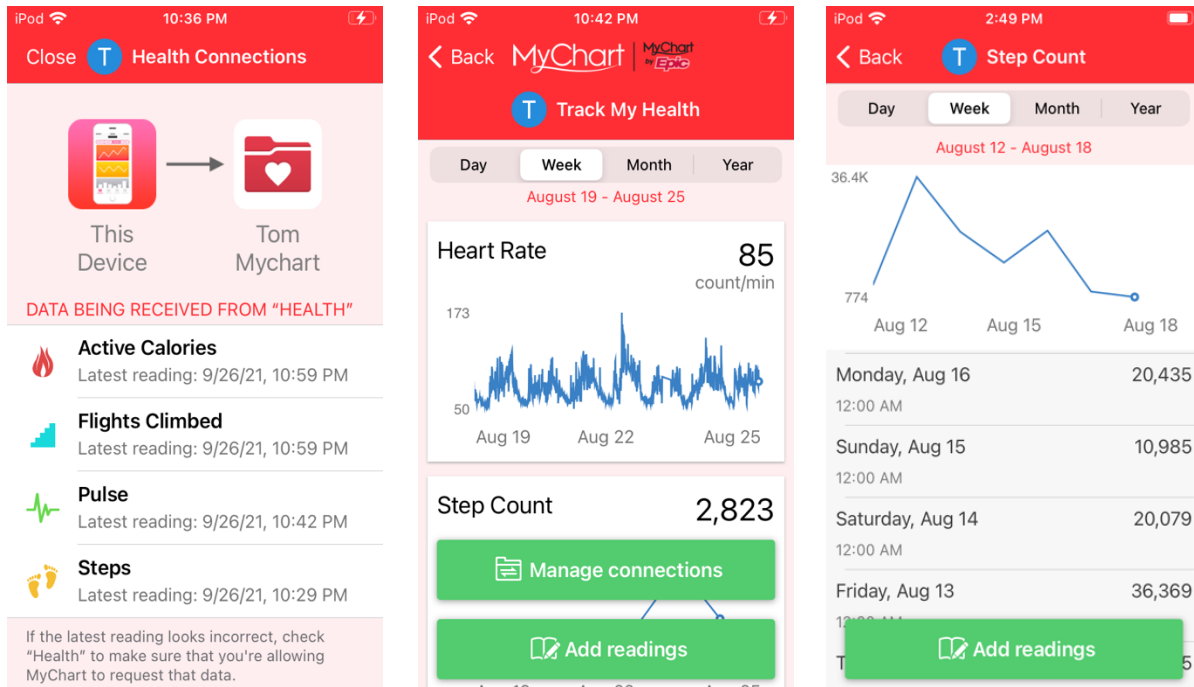 iPod
10:36 PM
Close
T
Health Connections
This Device
Tom Mychart
DATA BEING RECEIVED FROM “HEALTH”
Active Calories
Latest reading: 9/26/21, 10:59 PM
Flights Climbed
Latest reading: 9/26/21, 10:59 PM
Pulse
Latest reading: 9/26/21, 10:42 PM
Steps
Latest reading: 9/26/21, 10:29 PM
If the latest reading looks incorrect, check
“Health” to make sure that you're allowing
MyChart to request that data.
iPod
10:42 PM
Back
MyChart
MyChart
by Epic
T
Track My Health
Day
Week
Month
Year
August 19 - August 25
Heart Rate
85
count/min
173
50
Aug 19
Aug 22
Aug 25
Step Count
2,823
Manage connections
Add readings
iPod
2:49 PM
Back
T
Step Count
Day
Week
Month
Year
August 12 - August 18
36.4K
774
Aug 12
Aug 15
Aug 18
Monday, Aug 16
20,435
12:00 AM
Sunday, Aug 15
10,985
12:00 AM
Saturday, Aug 14
20,079
12:00 AM
Friday, Aug 13
36,369
Add readings